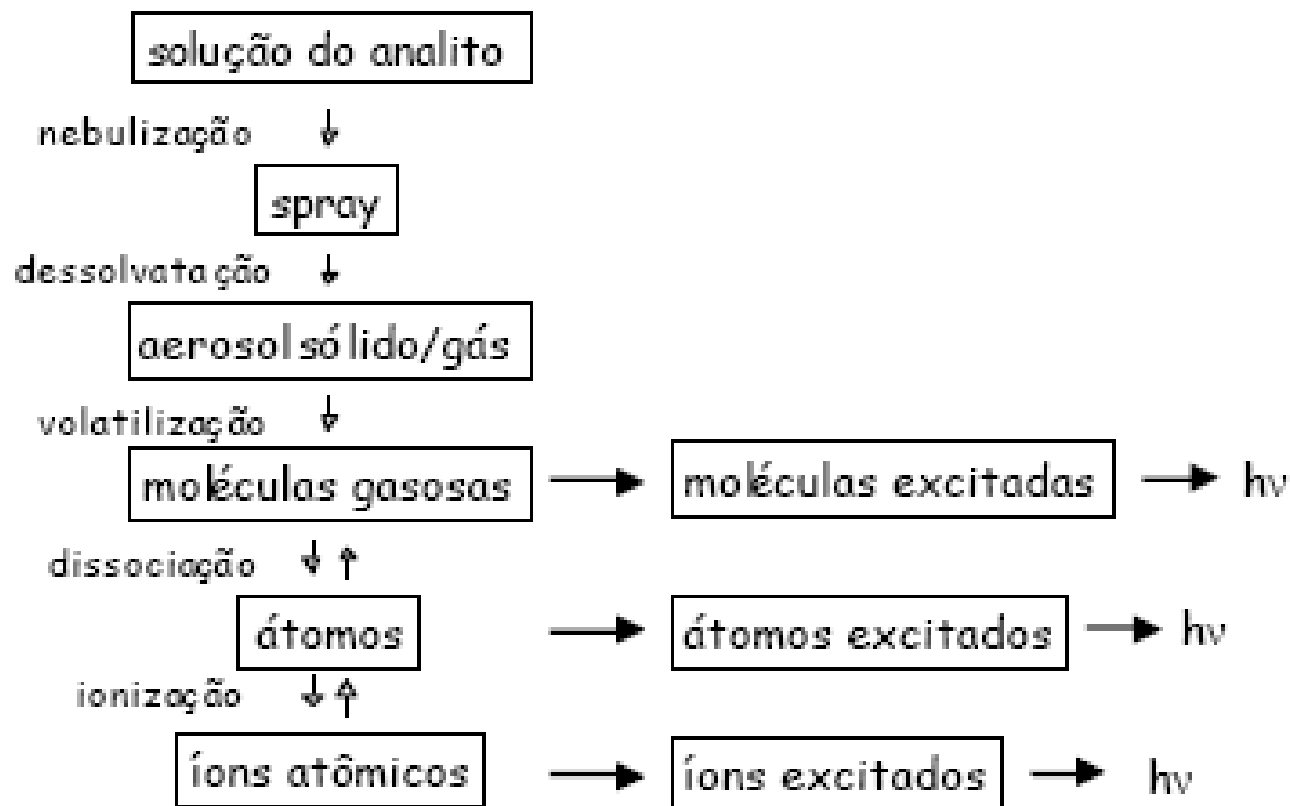 solução do analito
nebulização
spray
dessolvatação
aerosol sólido/gás
volatilização
moléculas gasosas
moléculas excitadas
hν
dissociação
átomos
átomos excitados
hν
ionização
íons atômicos
íons excitados
hν